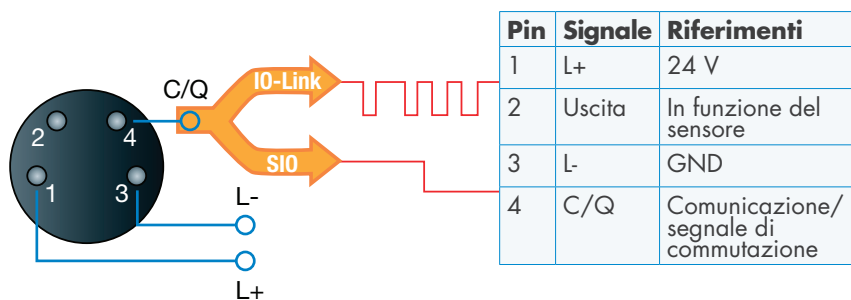 C/Q
IO-Link
SIO
2
4
1
3
L-
L+
Pin Signale Riferimenti
1 L+ 24 V
2 Uscita In funzione del
sensore
3 L- GND
4 C/Q Comunicazione/
segnale di
commutazione